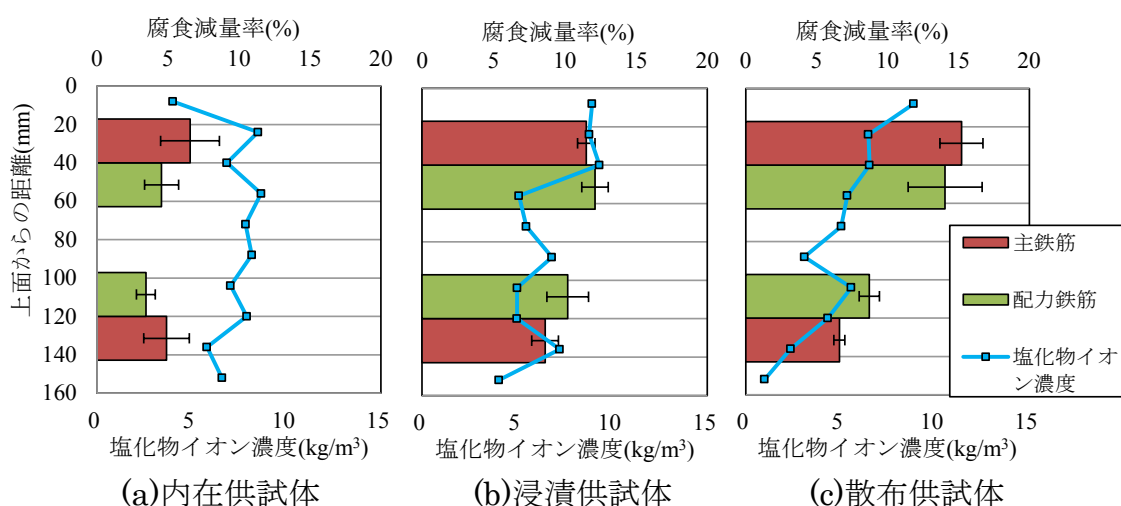 腐食減量率(%)
0 5 10 15 20
腐食減量率(%)
0 5 10 15 20
腐食減量率(%)
0 5 10 15 20
上面からの距離(mm)
0
20
40
60
80
100
120
140
160
主鉄筋
配力鉄筋
塩化物イオ
ン濃度
0 5 10 15
塩化物イオン濃度(kg/m³)
0 5 10 15
塩化物イオン濃度(kg/m³)
0 5 10 15
塩化物イオン濃度(kg/m³)
(a)内在供試体
(b)浸漬供試体
(c)散布供試体